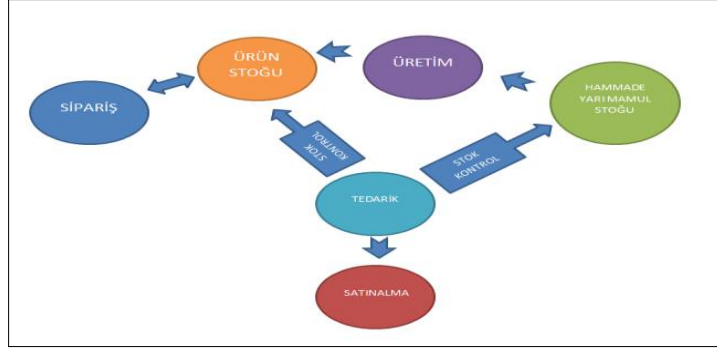 ÜRÜN
STOĞU
ÜRETİM
HAMMADE
YARI MAMUL
STOĞU
SİPARİŞ
STOK
KONTROL
STOK
KONTROL
TEDARİK
SATINALMA